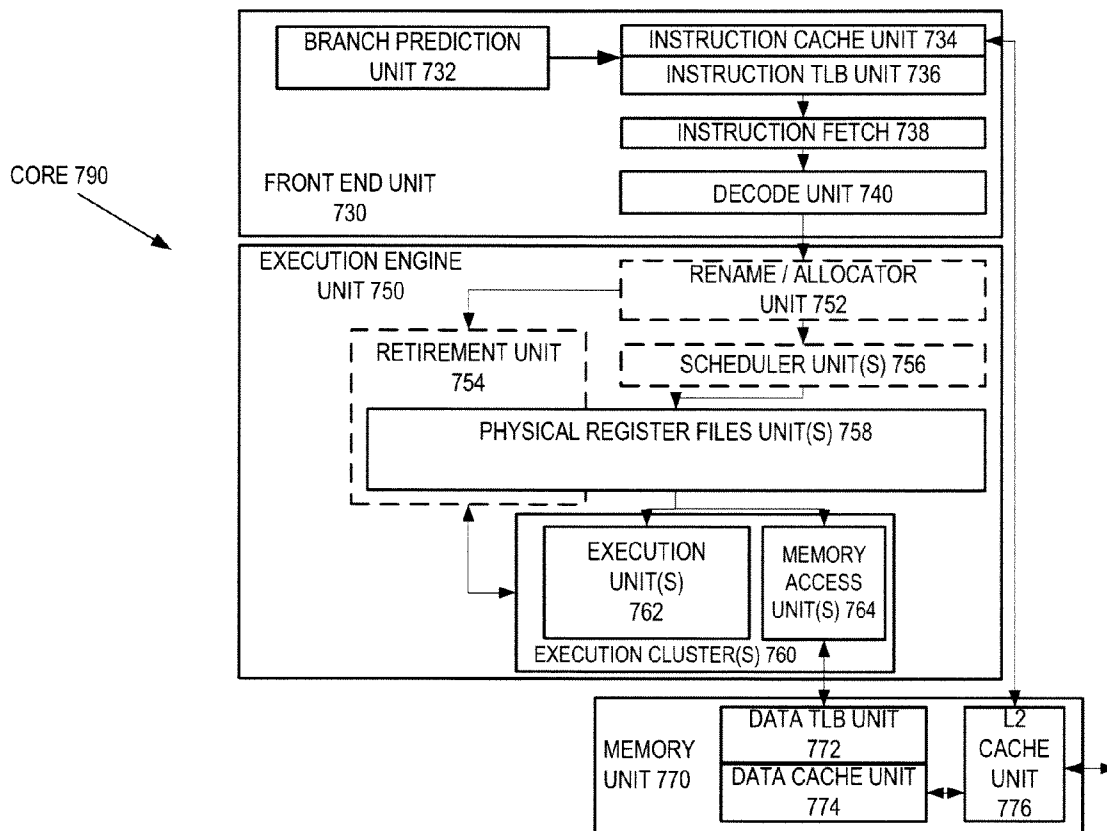 BRANCH PREDICTION
UNIT 732
INSTRUCTION CACHE UNIT 734
INSTRUCTION TLB UNIT 736
INSTRUCTION FETCH 738
CORE 790
FRONT END UNIT
730
DECODE UNIT 740
EXECUTION ENGINE
UNIT 750
RENAME / ALLOCATOR
UNIT 752
RETIREMENT UNIT
754
SCHEDULER UNIT(S) 756
PHYSICAL REGISTER FILES UNIT(S) 758
EXECUTION
UNIT(S)
762
MEMORY
ACCESS
UNIT(S) 764
EXECUTION CLUSTER(S) 760
MEMORY
UNIT 770
DATA TLB UNIT
772
DATA CACHE UNIT
774
L2
CACHE
UNIT
776